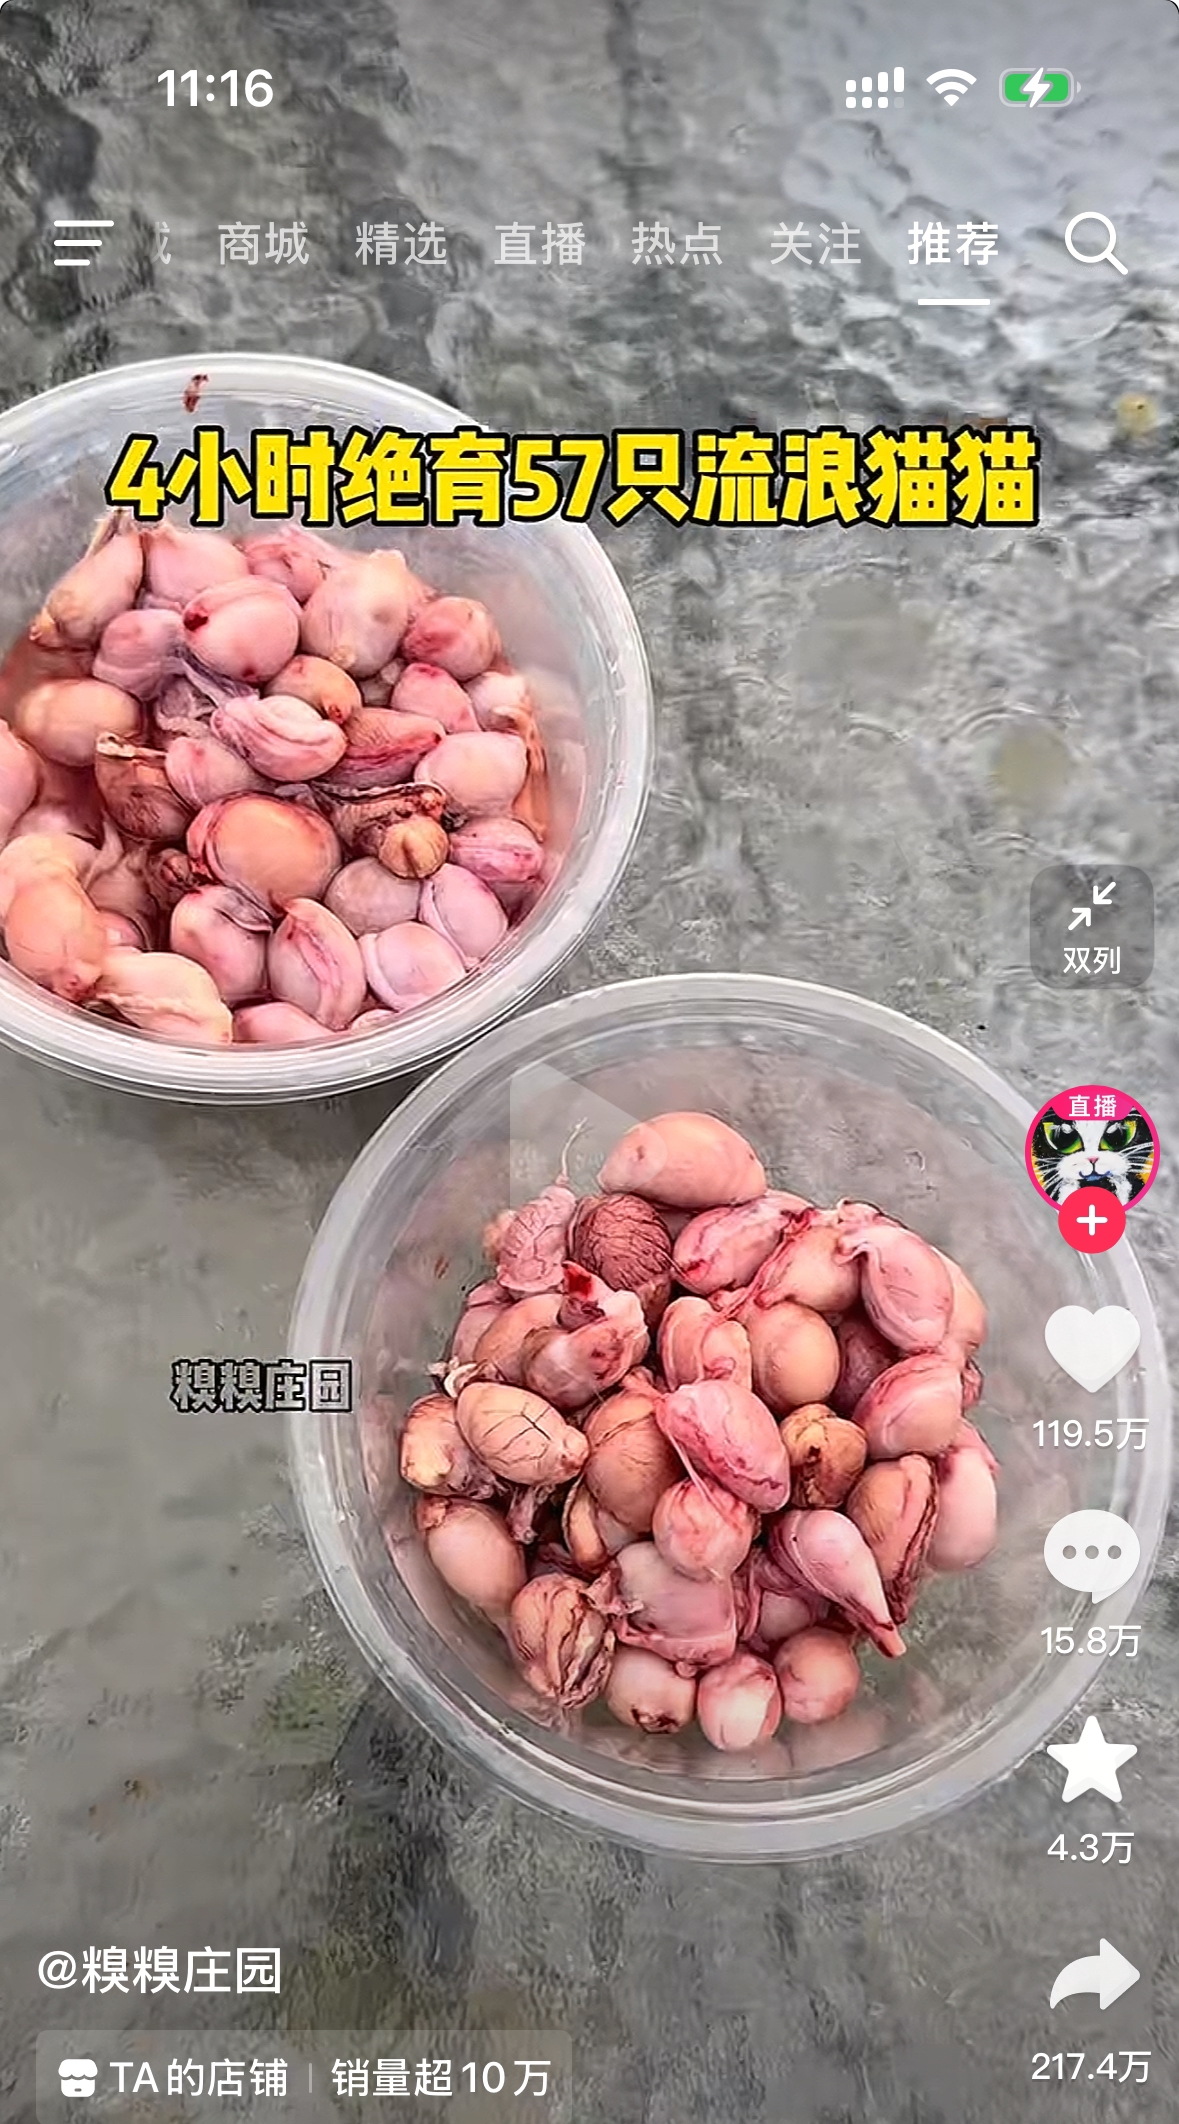 11:16
商城 精选 直播 热点 关注 推荐
4小时绝育57只流浪猫猫
双列
直播
糗糗庄园
119.5万
15.8万
4.3万
@糗糗庄园
217.4万
TA的店铺 | 销量超10万